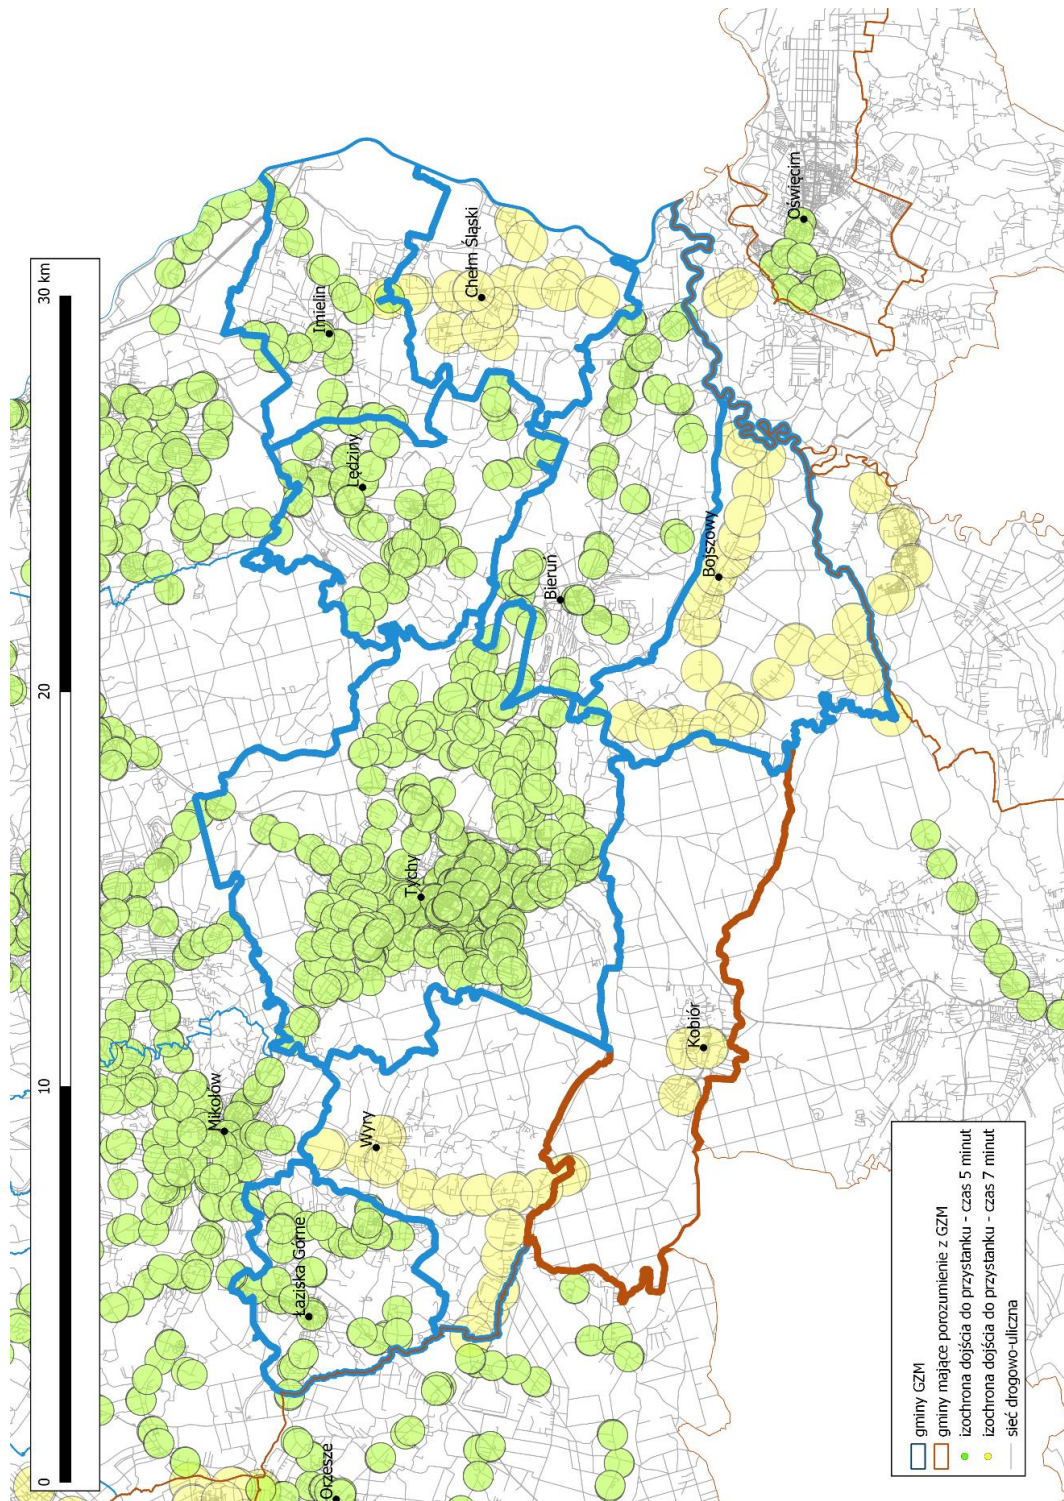 0 10 20 30 km
Orzesze
Łaziska Górne
Mikołów
Wyry
Kobiór
Tychy
Bieruń
Bojszowy
Lędziny
Imielin
Chełm Śląski
Oświęcim
gminy GZM
gminy mające porozumienie z GZM
izochrona dojścia do przystanku - czas 5 minut
izochrona dojścia do przystanku - czas 7 minut
sieć drogowo-uliczna